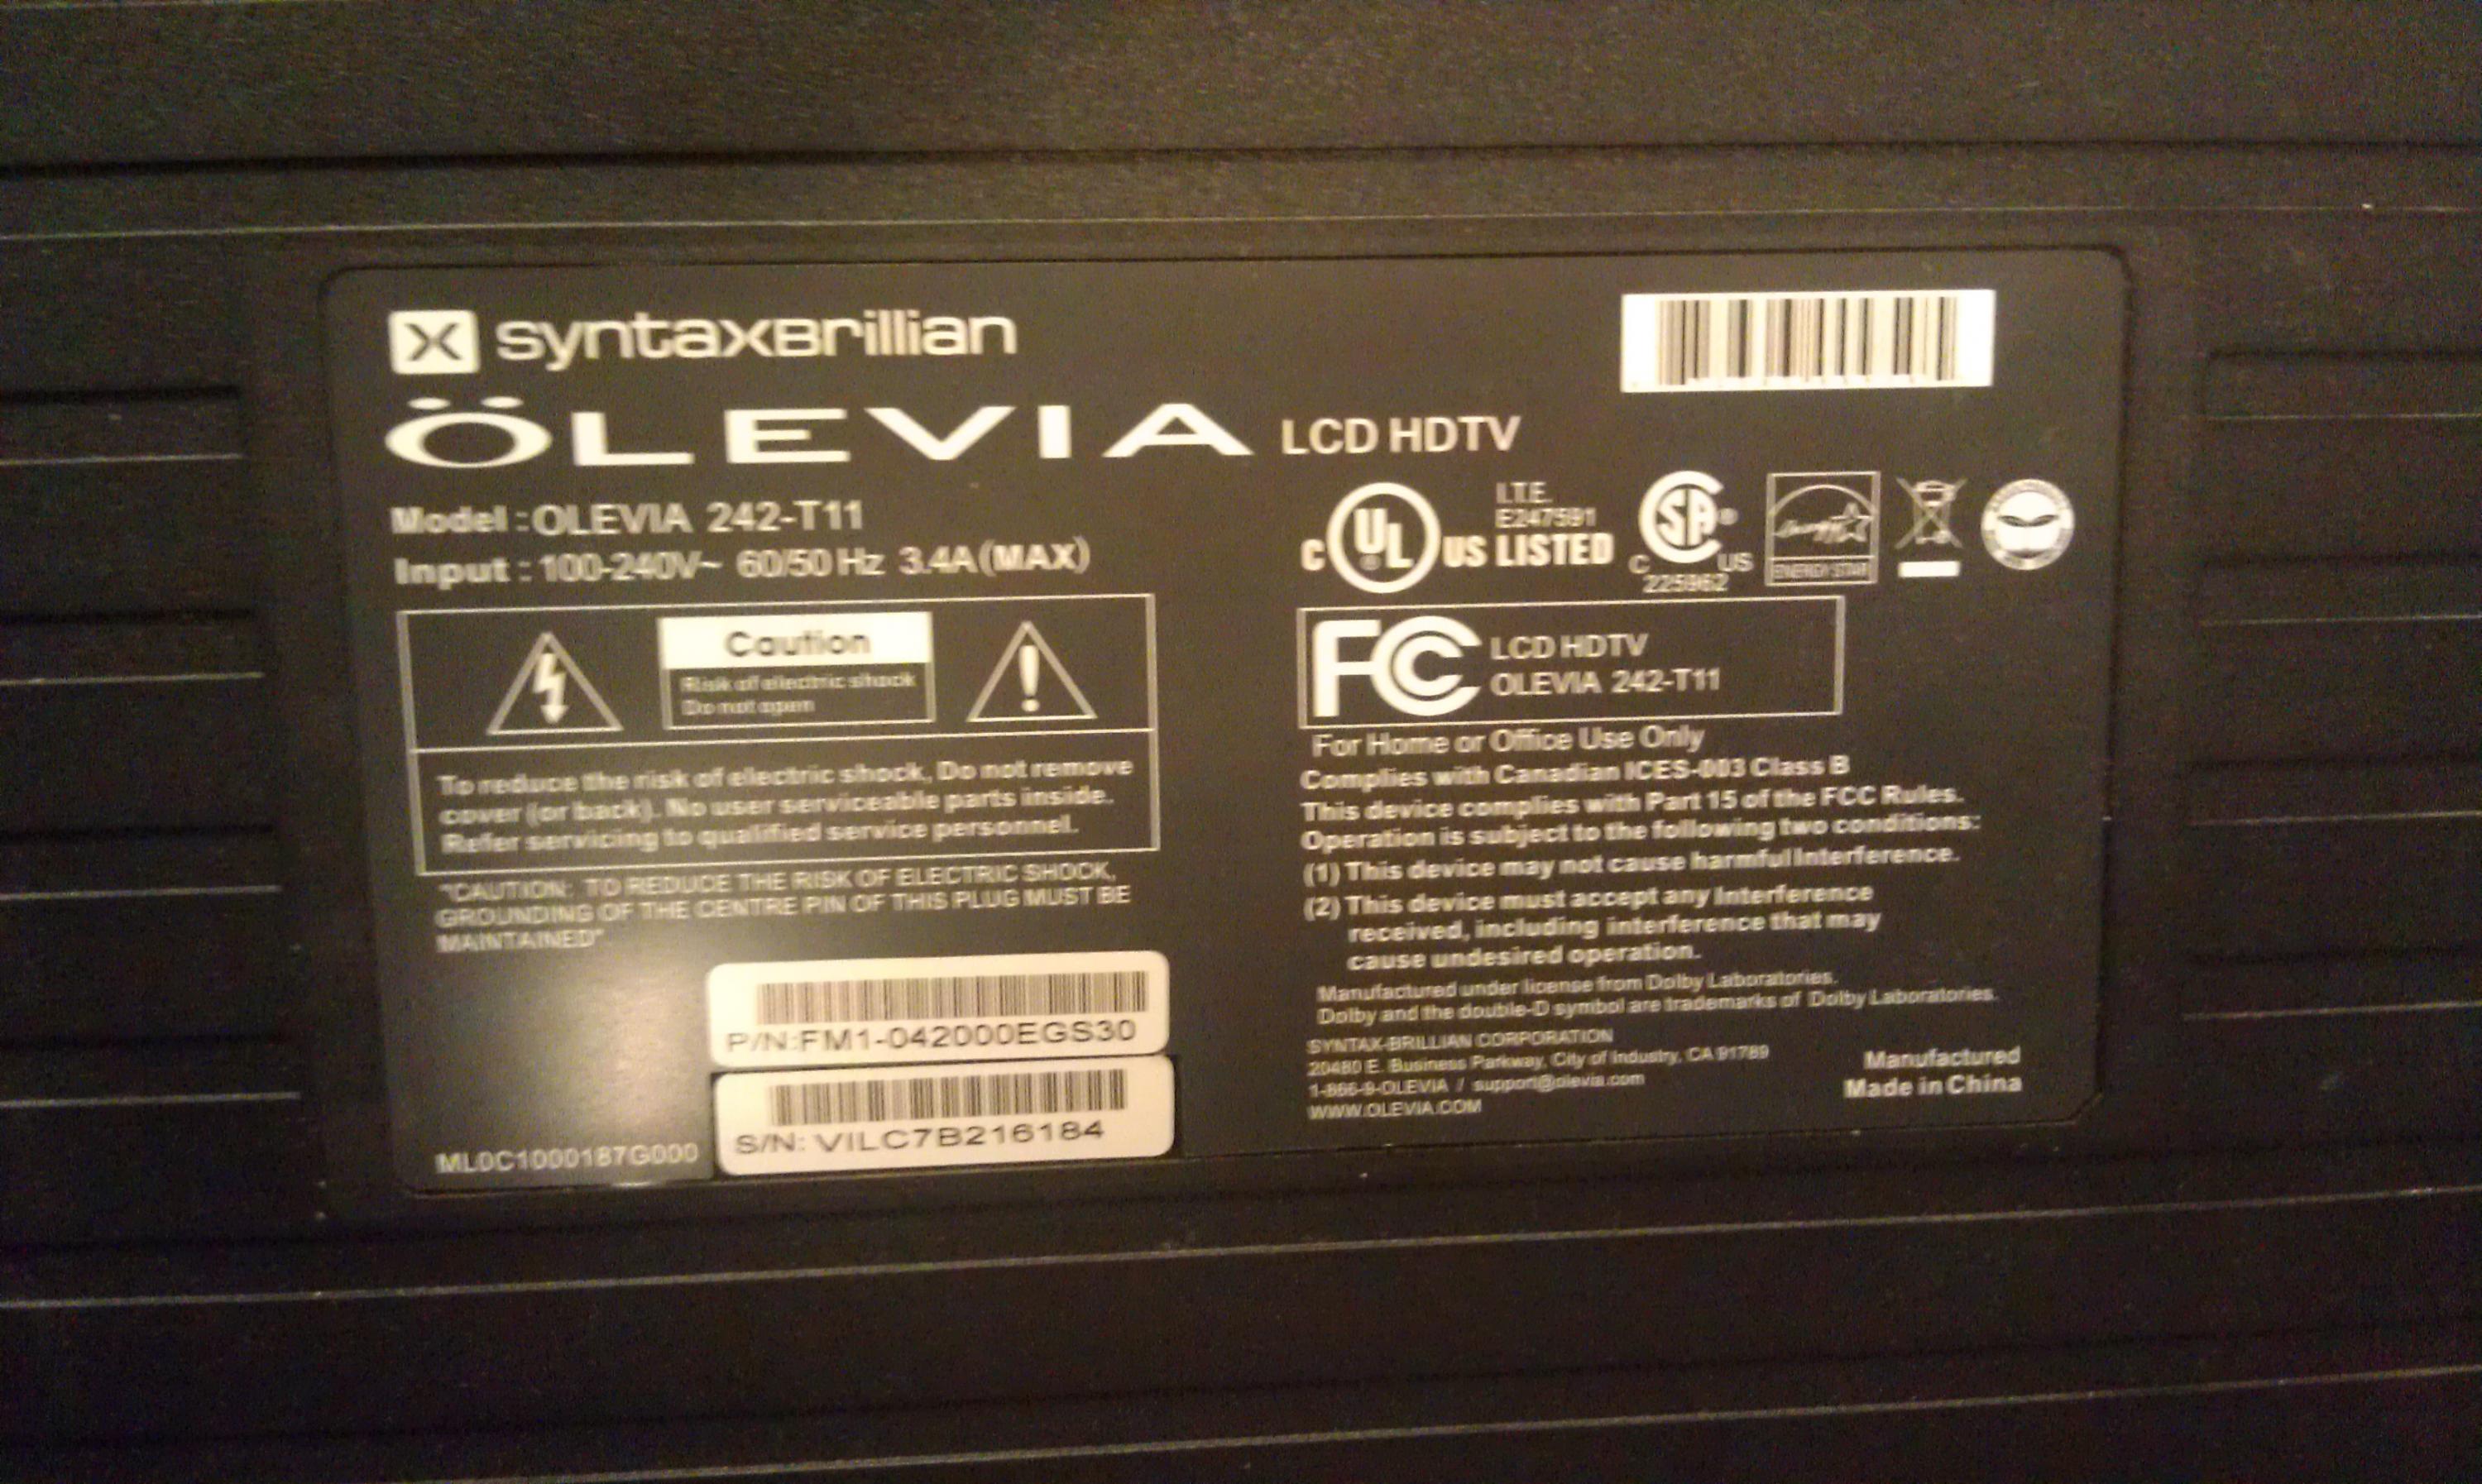 X syntaxBrillian
ÖLEVIA LCD HDTV
Model : OLEVIA 242-T11
Input : 100-240V~ 60/50 Hz 3.4A(MAX)
Caution
Risk of electric shock
Do not open
To reduce the risk of electric shock, Do not remove
cover (or back). No user serviceable parts inside.
Refer servicing to qualified service personnel.
"CAUTION: TO REDUCE THE RISK OF ELECTRIC SHOCK,
GROUNDING OF THE CENTRE PIN OF THIS PLUG MUST BE
MAINTAINED".
P/N:FM1-042000EGS30
S/N: VILC7B216184
ML0C1000187G000
C UL US LISTED
I.T.E.
E247591
SA
C US
225962
ENERGY STAR
FC LCD HDTV
OLEVIA 242-T11
For Home or Office Use Only
Complies with Canadian ICES-003 Class B
This device complies with Part 15 of the FCC Rules.
Operation is subject to the following two conditions:
(1) This device may not cause harmful Interference.
(2) This device must accept any Interference
received, including interference that may
cause undesired operation.
Manufactured under license from Dolby Laboratories.
Dolby and the double-D symbol are trademarks of Dolby Laboratories.
SYNTAX-BRILLIAN CORPORATION
20480 E. Business Parkway, City of Industry, CA 91789
1-866-9-OLEVIA / support@olevia.com
WWW.OLEVIA.COM
Manufactured
Made in China